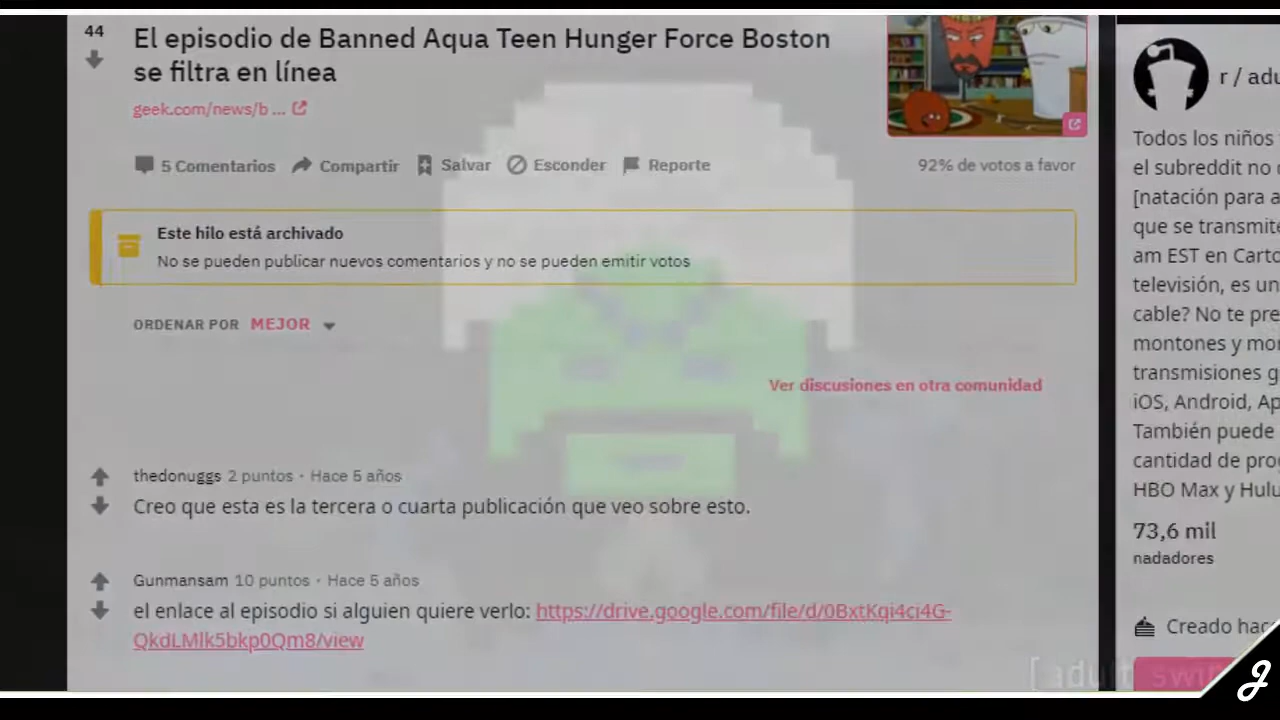 44
El episodio de Banned Aqua Teen Hunger Force Boston
se filtra en línea
geek.com/news/b ...
5 Comentarios Compartir Salvar Esconder Reporte
92% de votos a favor
Este hilo está archivado
No se pueden publicar nuevos comentarios y no se pueden emitir votos
ORDENAR POR MEJOR
Ver discusiones en otra comunidad
thedonuggs 2 puntos · Hace 5 años
Creo que esta es la tercera o cuarta publicación que veo sobre esto.
Gunmansam 10 puntos · Hace 5 años
el enlace al episodio si alguien quiere verlo: https://drive.google.com/file/d/0BxtKqi4ci4G-
QkdLMlk5bkp0Qm8/view
r / adu
Todos los niños
el subreddit no
[natación para a
que se transmite
am EST en Carto
televisión, es un
cable? No te pre
montones y mo
transmisiones g
iOS, Android, Ap
También puede
cantidad de pro
HBO Max y Hulu
73,6 mil
nadadores
Creado hac
[ adult swim
J